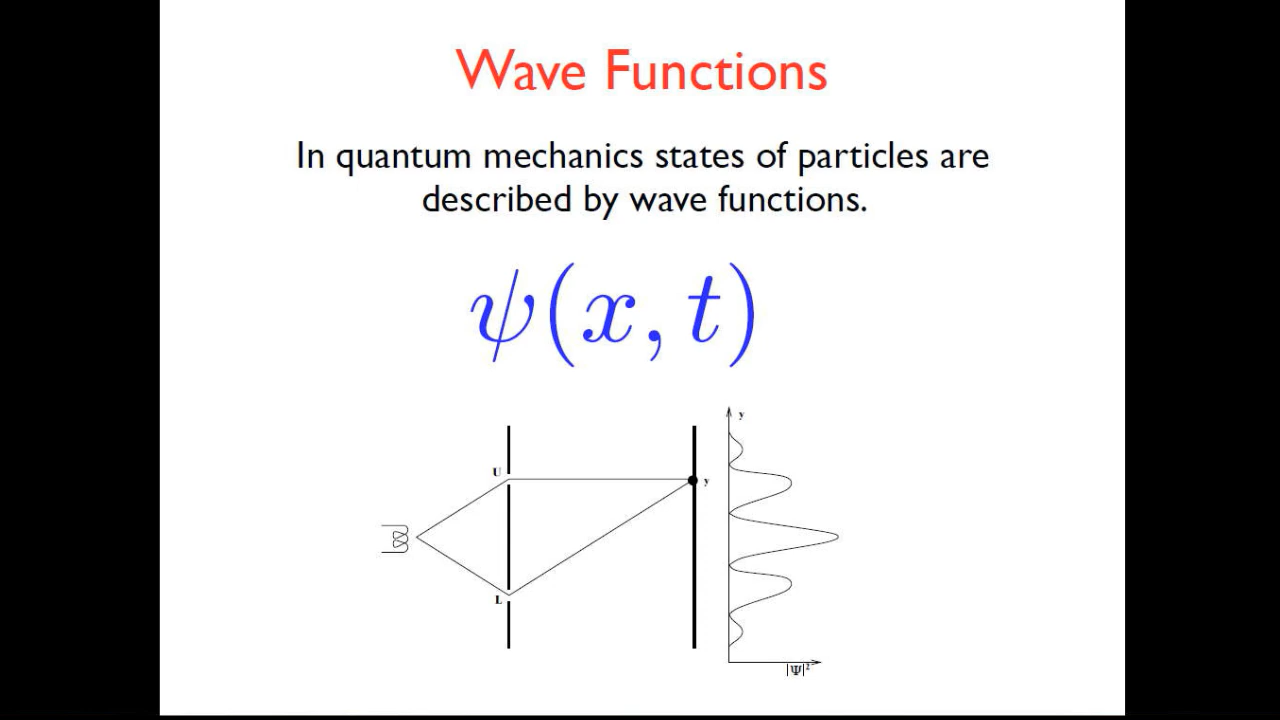 Wave Functions
In quantum mechanics states of particles are
described by wave functions.
ψ(x, t)
y
U
y
L
|Ψ|²